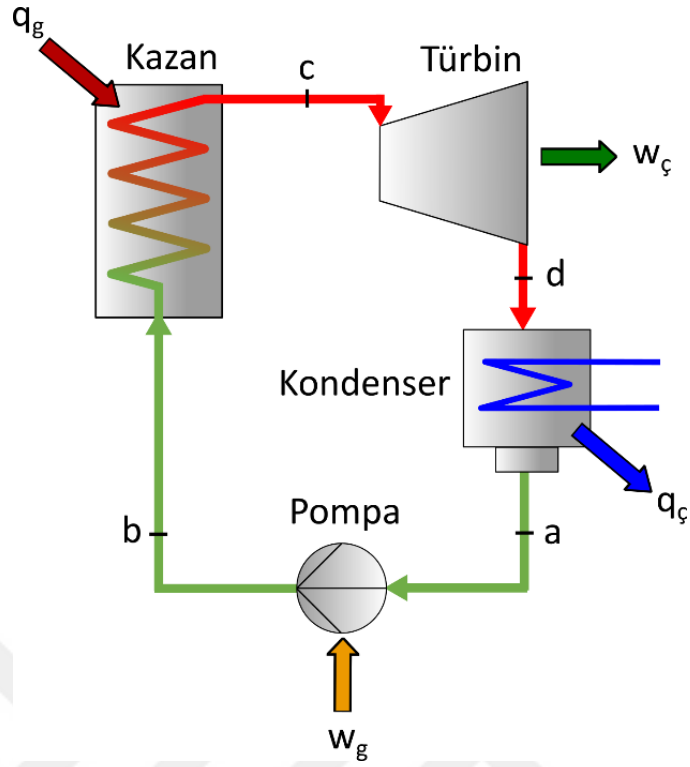 q_g
Kazan
c
Türbin
w_ç
d
Kondenser
q_ç
Pompa
b
a
w_g